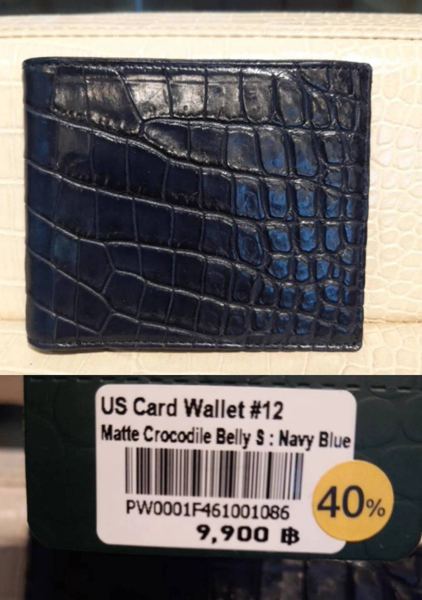 US Card Wallet #12
Matte Crocodile Belly S : Navy Blue
PW0001F461001086
9,900 ฿
40%